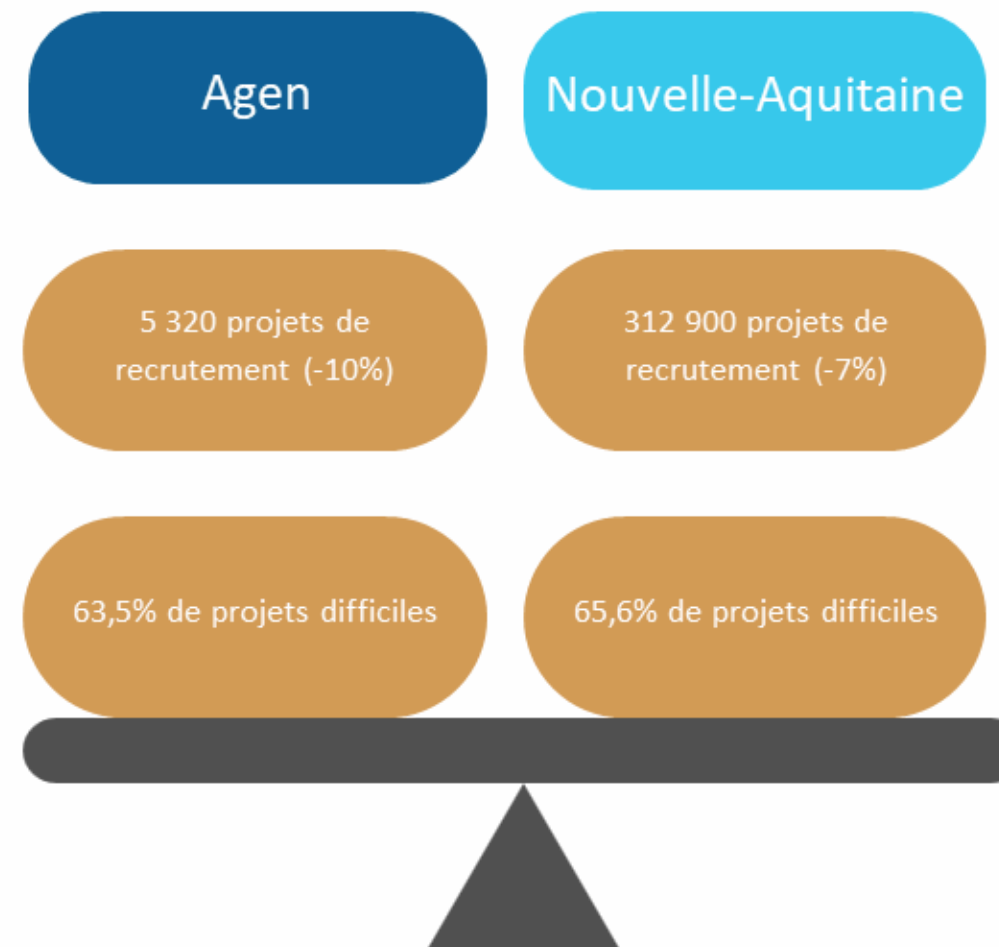 Agen
Nouvelle-Aquitaine
5 320 projets de
recrutement (-10%)
312 900 projets de
recrutement (-7%)
63,5% de projets difficiles
65,6% de projets difficiles